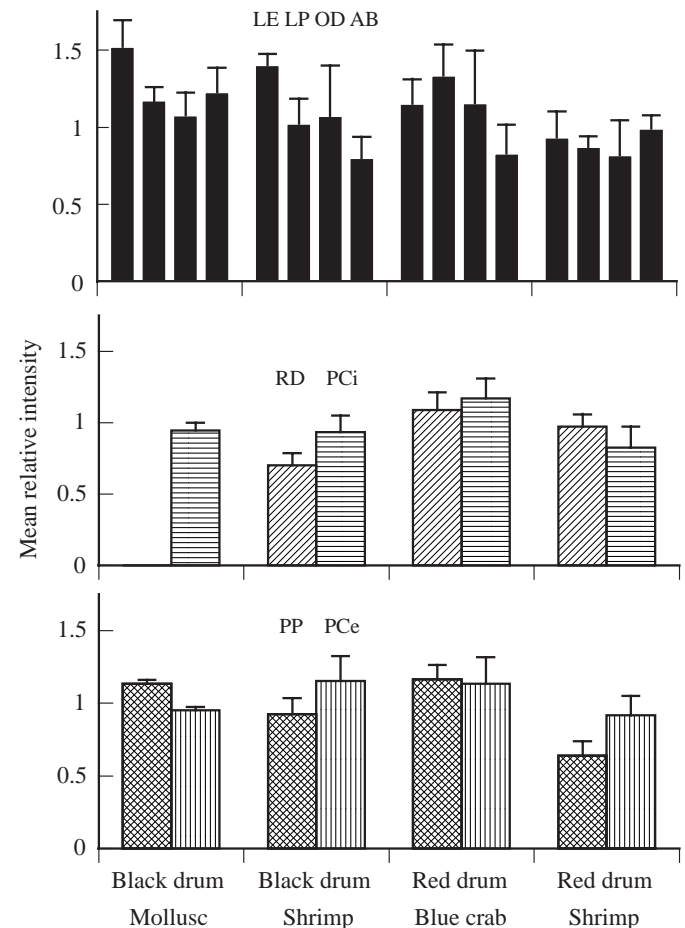 LE LP OD AB
1.5
1
0.5
0
Mean relative intensity
1.5
RD PCi
1
0.5
0
1.5
PP PCe
1
0.5
0
Black drum Black drum Red drum Red drum
Mollusc Shrimp Blue crab Shrimp